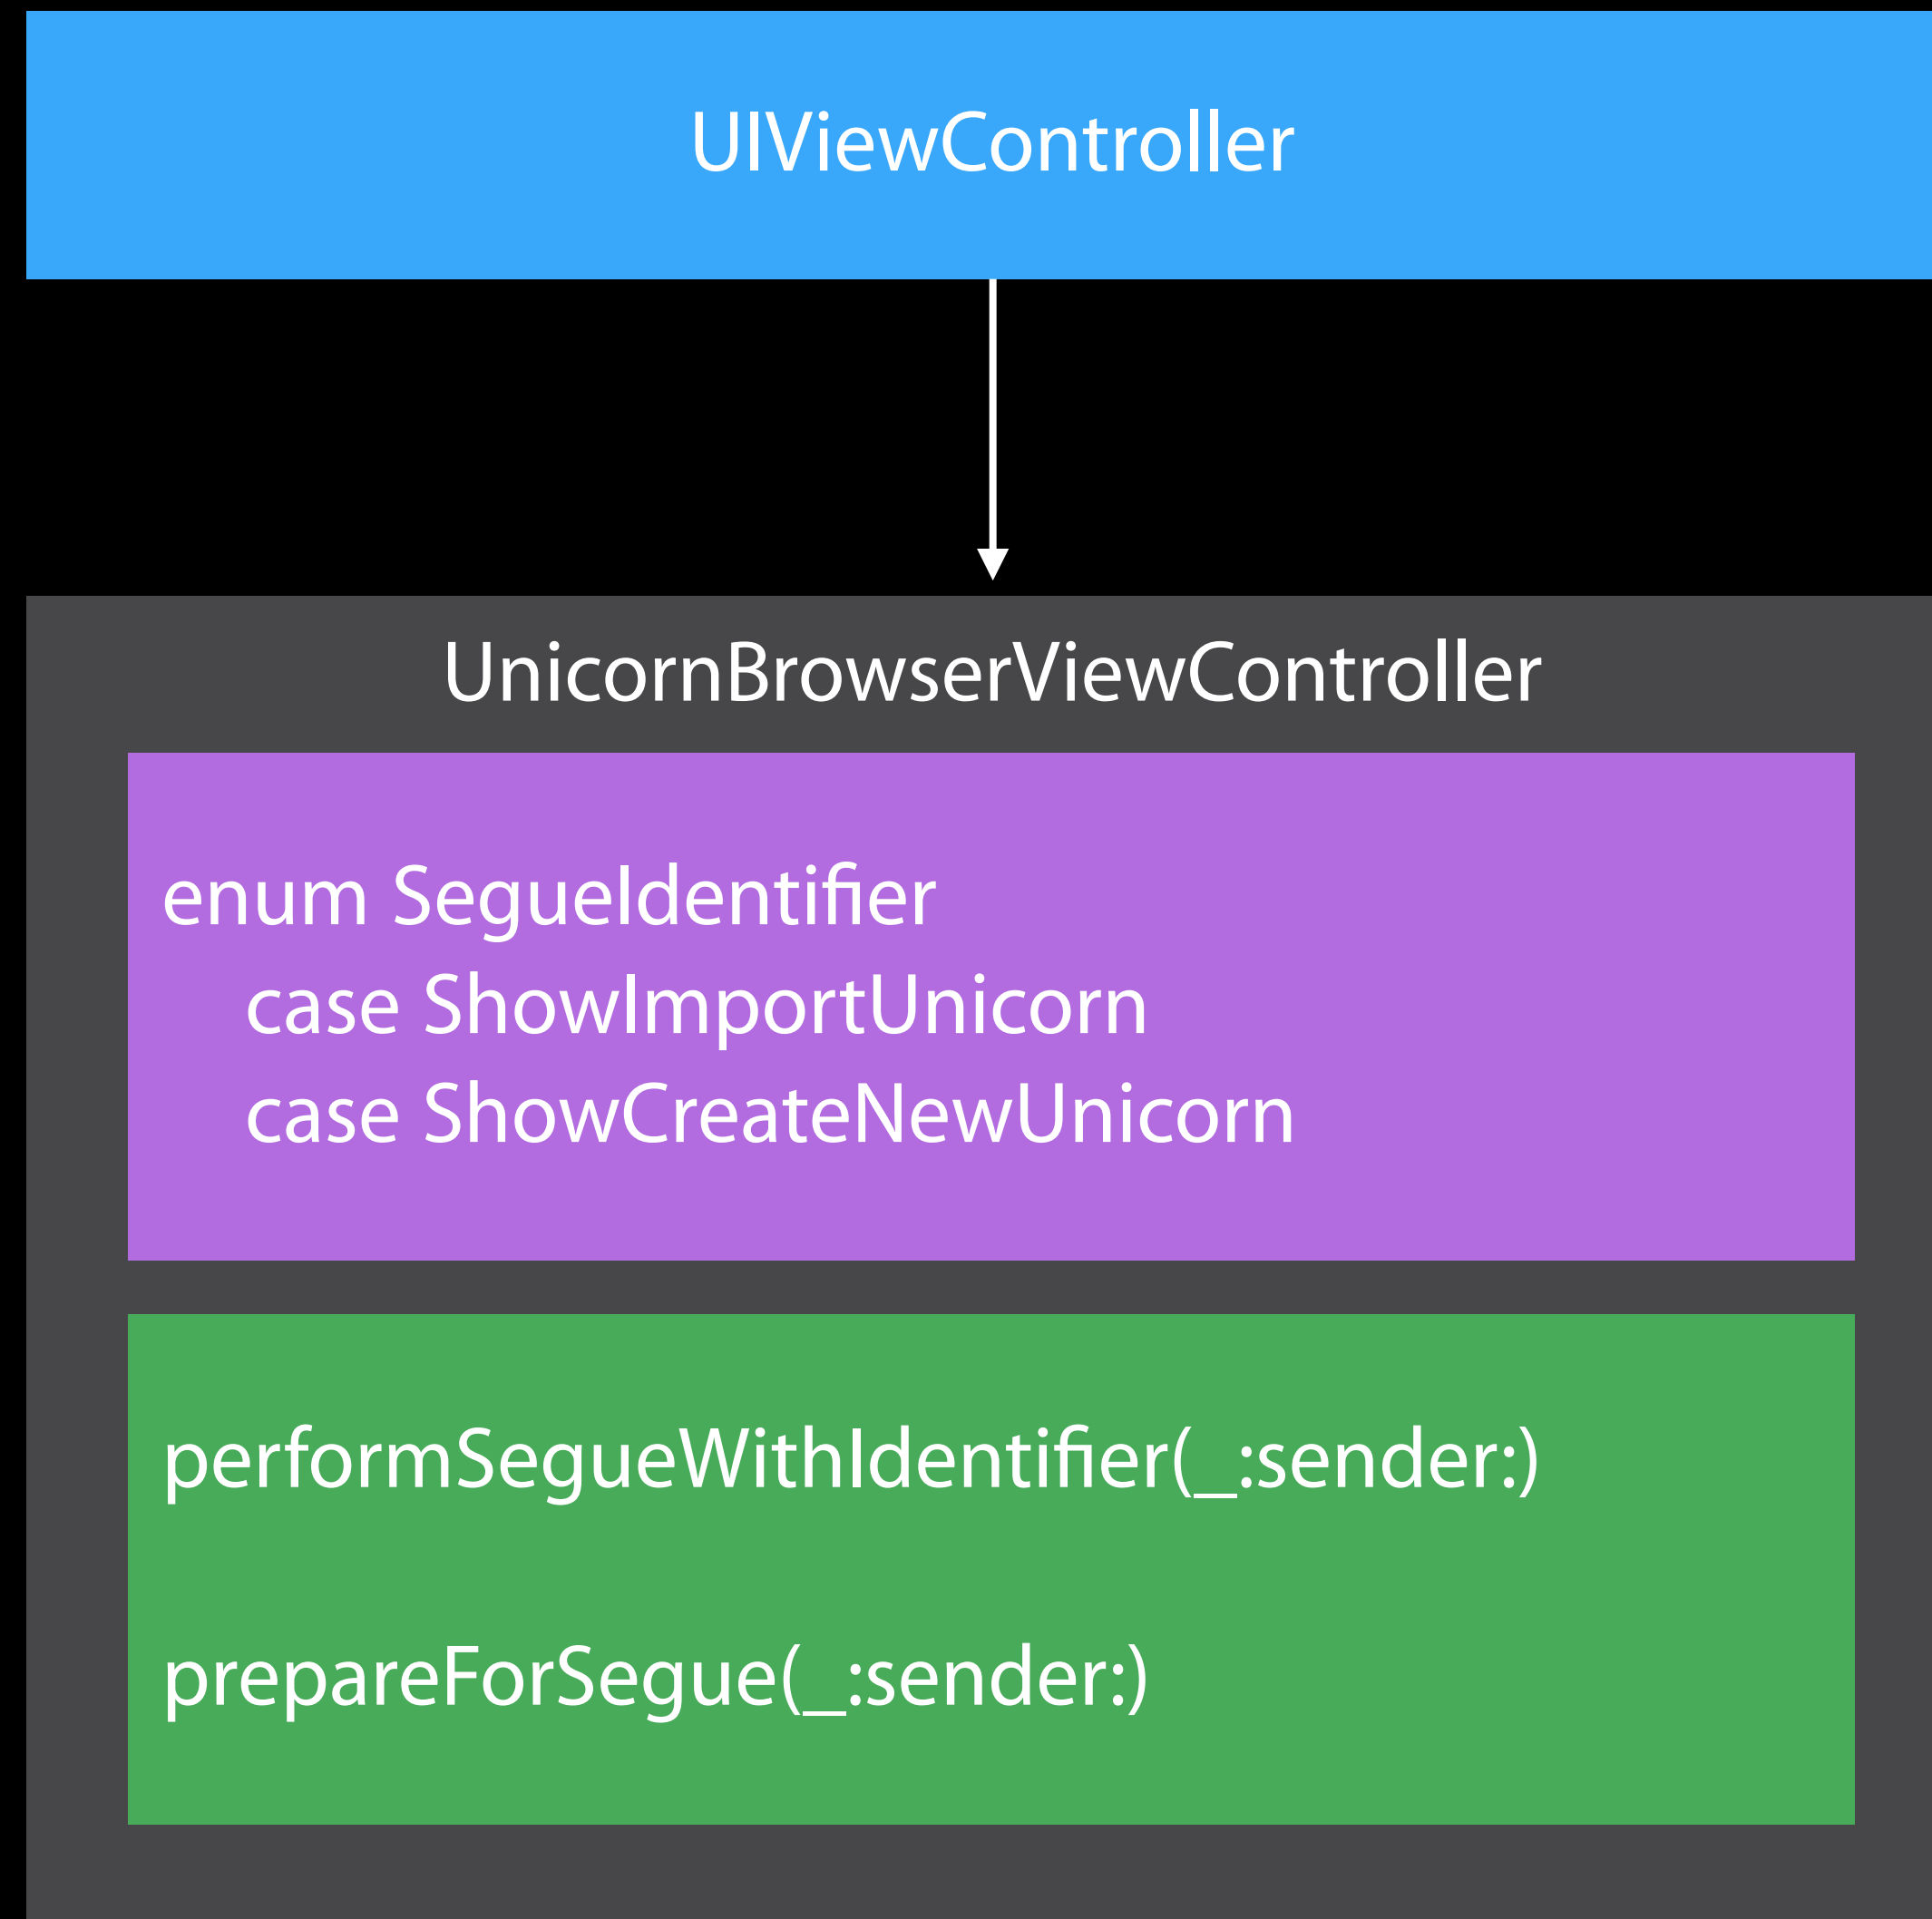 UIViewController
UnicornBrowserViewController
enum SegueIdentifier
case ShowImportUnicorn
case ShowCreateNewUnicorn
performSegueWithIdentifier(_:sender:)
prepareForSegue(_:sender:)